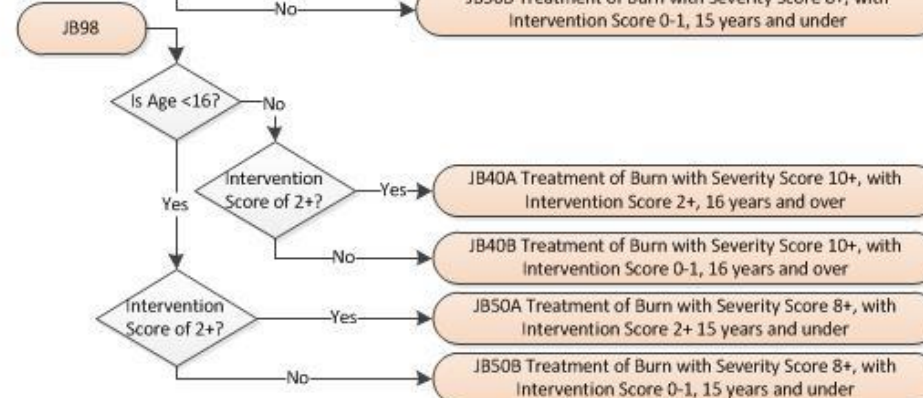 No
Intervention Score 0-1, 15 years and under
JB98
Is Age <16?
No
Intervention
Score of 2+?
Yes
JB40A Treatment of Burn with Severity Score 10+, with
Intervention Score 2+, 16 years and over
Yes
No
JB40B Treatment of Burn with Severity Score 10+, with
Intervention Score 0-1, 16 years and over
Intervention
Score of 2+?
Yes
JB50A Treatment of Burn with Severity Score 8+, with
Intervention Score 2+ 15 years and under
No
JB50B Treatment of Burn with Severity Score 8+, with
Intervention Score 0-1, 15 years and under